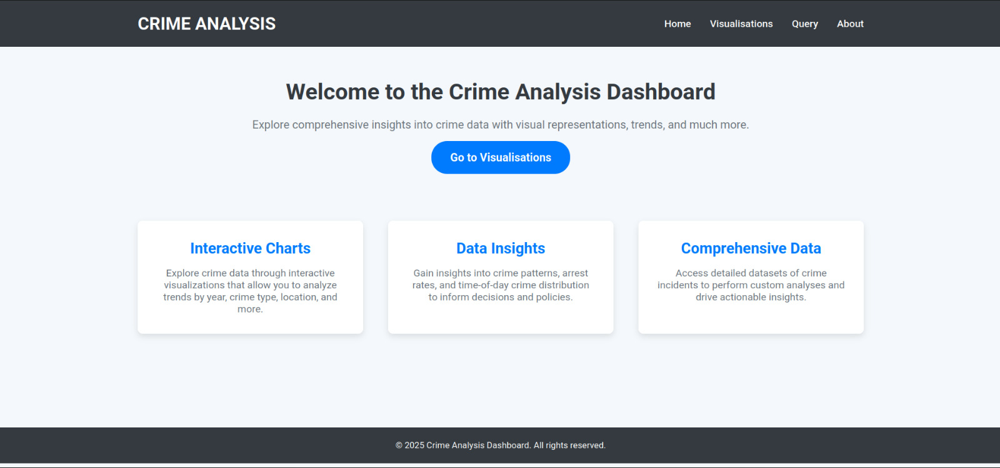 CRIME ANALYSIS
Home Visualisations Query About
Welcome to the Crime Analysis Dashboard
Explore comprehensive insights into crime data with visual representations, trends, and much more.
Go to Visualisations
Interactive Charts
Explore crime data through interactive
visualizations that allow you to analyze
trends by year, crime type, location, and
more.
Data Insights
Gain insights into crime patterns, arrest
rates, and time-of-day crime distribution
to inform decisions and policies.
Comprehensive Data
Access detailed datasets of crime
incidents to perform custom analyses and
drive actionable insights.
© 2025 Crime Analysis Dashboard. All rights reserved.